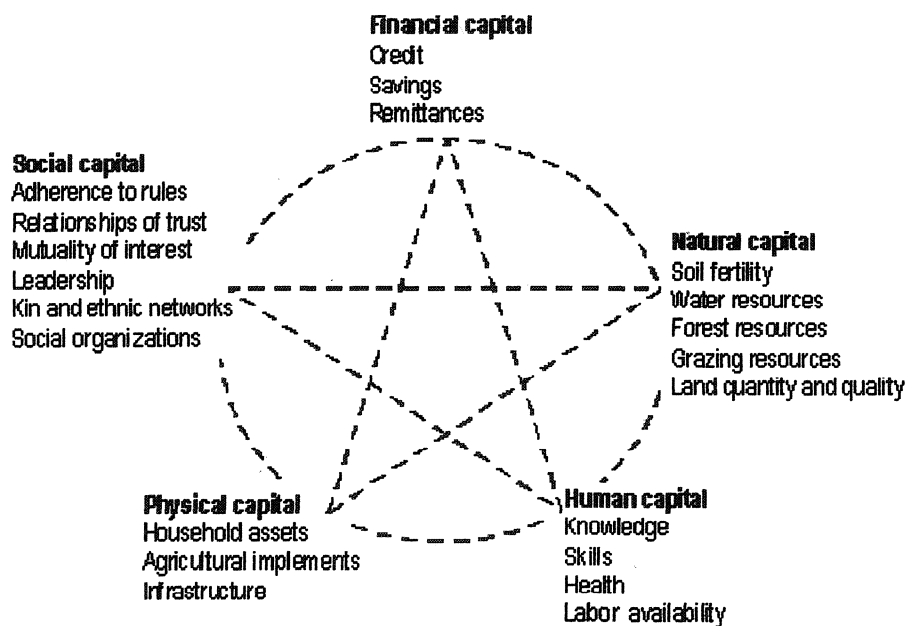 Financial capital
Credit
Savings
Remittances
Social capital
Adherence to rules
Relationships of trust
Mutuality of interest
Leadership
Kin and ethnic networks
Social organizations
Natural capital
Soil fertility
Water resources
Forest resources
Grazing resources
Land quantity and quality
Physical capital
Household assets
Agricultural implements
Infrastructure
Human capital
Knowledge
Skills
Health
Labor availability